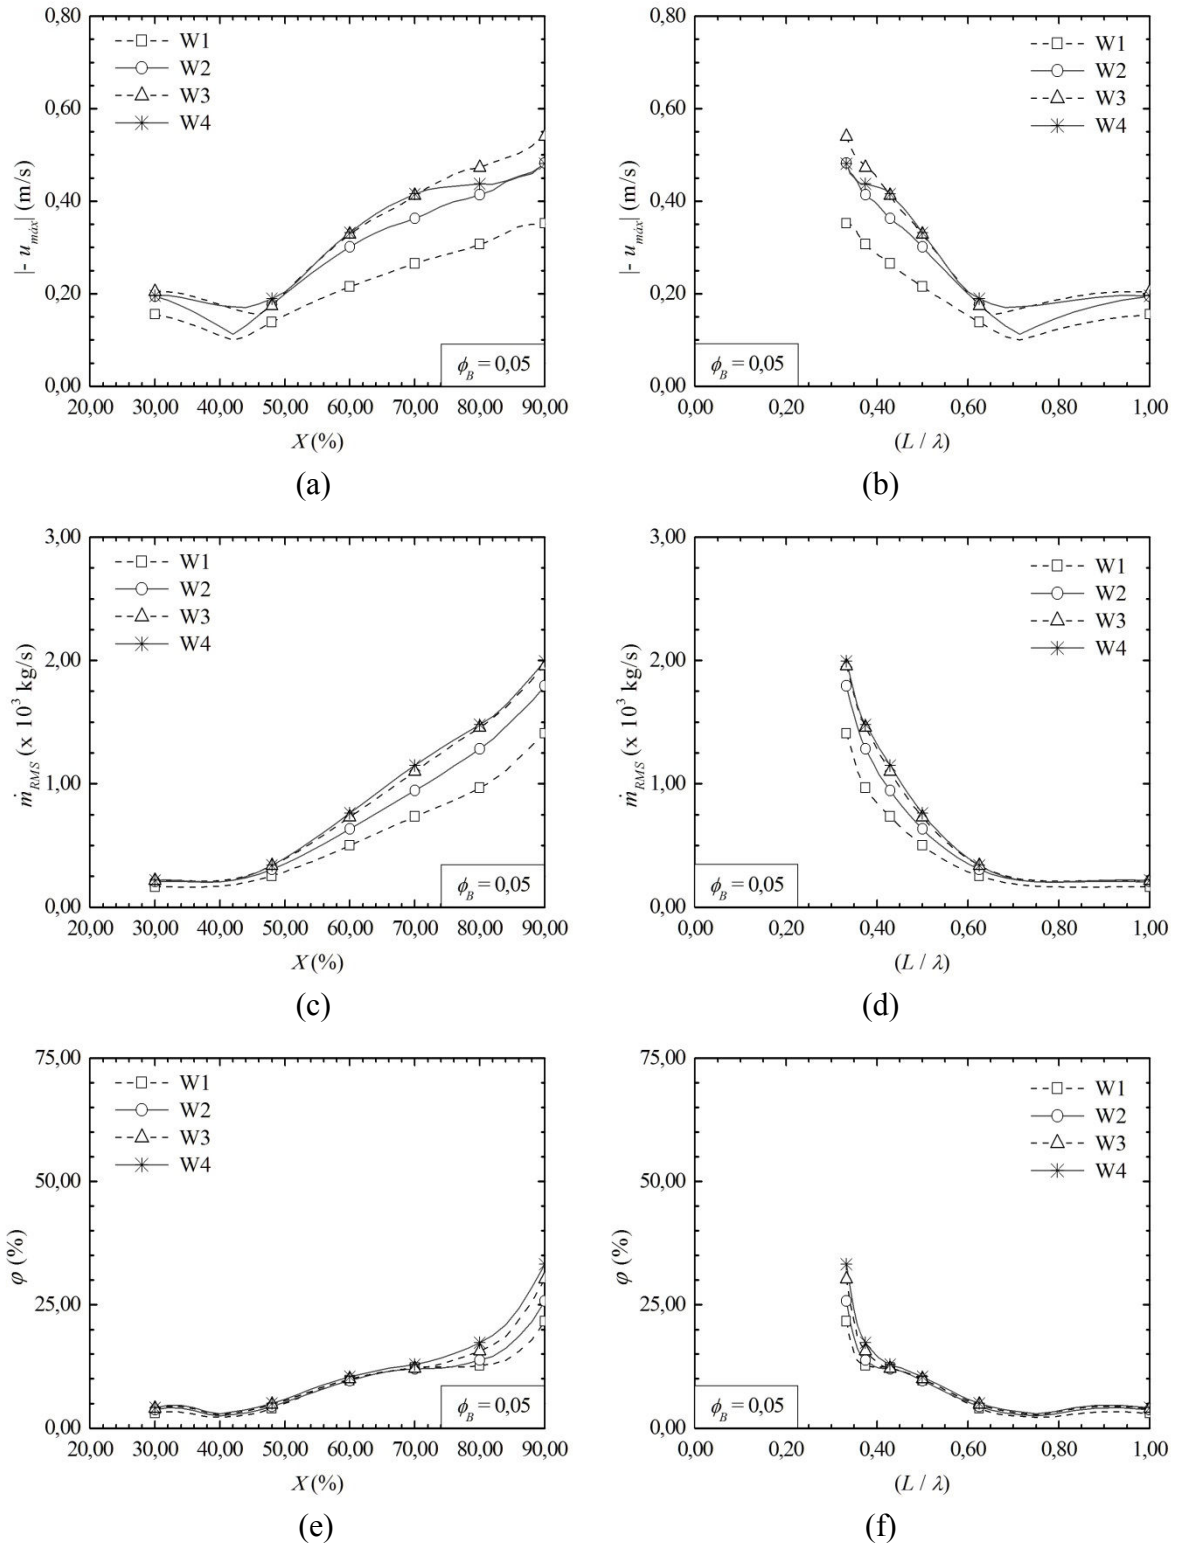 0,80
0,60
0,40
0,20
0,00
|- u_máx| (m/s)
W1
W2
W3
W4
ϕ_B = 0,05
20,00 30,00 40,00 50,00 60,00 70,00 80,00 90,00
X (%)
(a)
0,80
0,60
0,40
0,20
0,00
|- u_máx| (m/s)
W1
W2
W3
W4
ϕ_B = 0,05
0,00 0,20 0,40 0,60 0,80 1,00
(L / λ)
(b)
3,00
2,00
1,00
0,00
ṁ_RMS (x 10³ kg/s)
W1
W2
W3
W4
ϕ_B = 0,05
20,00 30,00 40,00 50,00 60,00 70,00 80,00 90,00
X (%)
(c)
3,00
2,00
1,00
0,00
ṁ_RMS (x 10³ kg/s)
W1
W2
W3
W4
ϕ_B = 0,05
0,00 0,20 0,40 0,60 0,80 1,00
(L / λ)
(d)
75,00
50,00
25,00
0,00
φ (%)
W1
W2
W3
W4
ϕ_B = 0,05
20,00 30,00 40,00 50,00 60,00 70,00 80,00 90,00
X (%)
(e)
75,00
50,00
25,00
0,00
φ (%)
W1
W2
W3
W4
ϕ_B = 0,05
0,00 0,20 0,40 0,60 0,80 1,00
(L / λ)
(f)